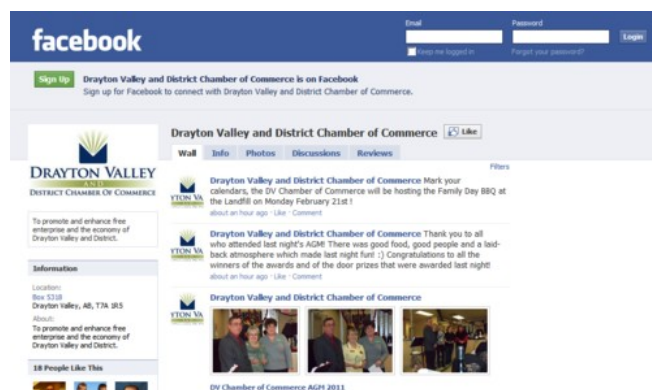 facebook
Email
Password
Login
Keep me logged in
Forgot your password?
Sign Up
Drayton Valley and District Chamber of Commerce is on Facebook
Sign up for Facebook to connect with Drayton Valley and District Chamber of Commerce.
DRAYTON VALLEY
AND
DISTRICT CHAMBER OF COMMERCE
To promote and enhance free
enterprise and the economy of
Drayton Valley and District.
Information
Location:
Box 5318
Drayton Valley, AB, T7A 1R5
About:
To promote and enhance free
enterprise and the economy of
Drayton Valley and District.
18 People Like This
Drayton Valley and District Chamber of Commerce
Like
Wall
Info
Photos
Discussions
Reviews
Filters
YTON VA
Drayton Valley and District Chamber of Commerce Mark your
calendars, the DV Chamber of Commerce will be hosting the Family Day BBQ at
the Landfill on Monday February 21st !
about an hour ago · Like · Comment
YTON VA
Drayton Valley and District Chamber of Commerce Thank you to all
who attended last night's AGM! There was good food, good people and a laid-
back atmosphere which made last night fun! :) Congratulations to all the
winners of the awards and of the door prizes that were awarded last night!
about an hour ago · Like · Comment
YTON VA
Drayton Valley and District Chamber of Commerce
DV Chamber of Commerce AGM 2011